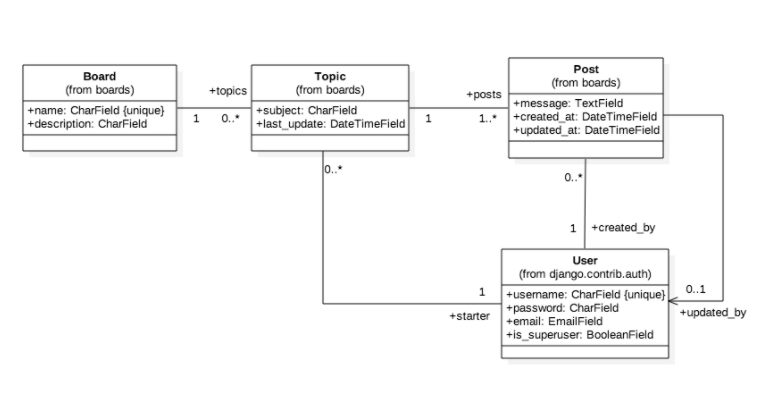 Board
(from boards)
+name: CharField {unique}
+description: CharField
+topics
1
0..*
Topic
(from boards)
+subject: CharField
+last_update: DateTimeField
+posts
1
1..*
Post
(from boards)
+message: TextField
+created_at: DateTimeField
+updated_at: DateTimeField
0..*
0..*
1
+created_by
1
+starter
User
(from django.contrib.auth)
+username: CharField {unique}
+password: CharField
+email: EmailField
+is_superuser: BooleanField
0..1
+updated_by